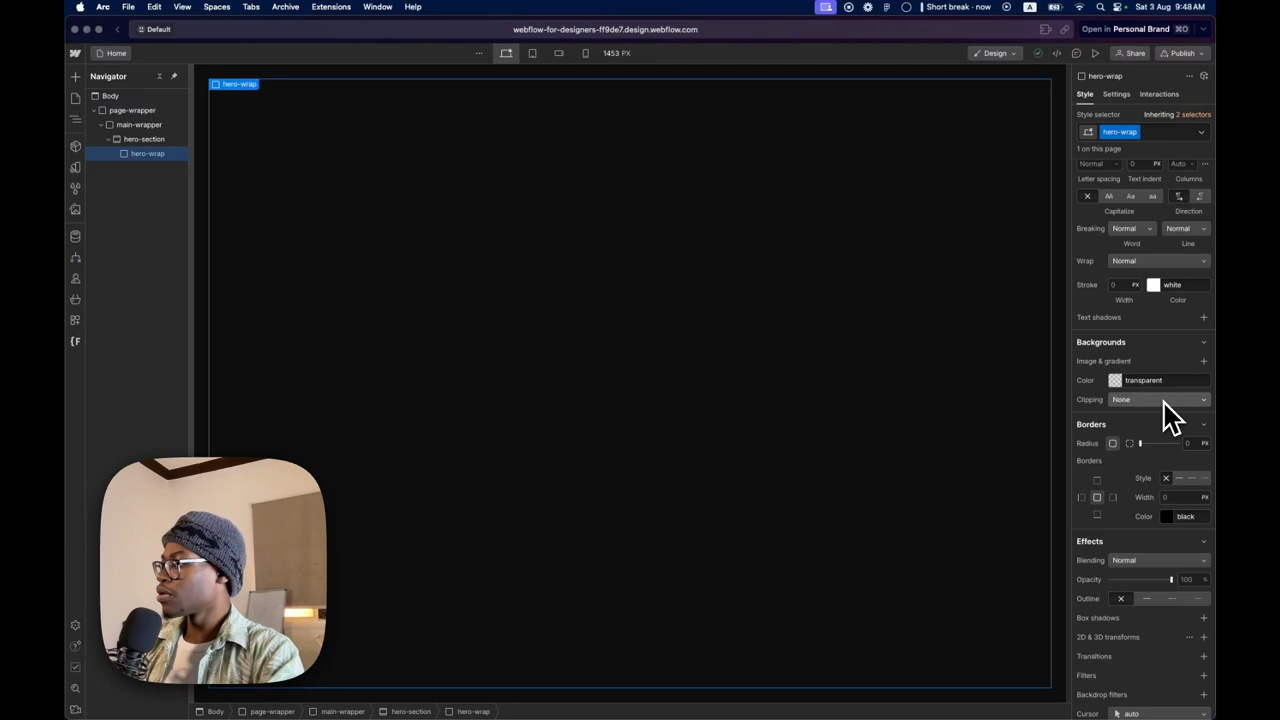 Arc File Edit View Spaces Tabs Archive Extensions Window Help
Short break · now A Sat 3 Aug 9:48 AM
Default
webflow-for-designers-ff9de7.design.webflow.com
Open in Personal Brand ⌘O
Home
1453 PX
Design
Share
Publish
Navigator
Body
page-wrapper
main-wrapper
hero-section
hero-wrap
hero-wrap
hero-wrap
Style Settings Interactions
Style selector Inheriting 2 selectors
hero-wrap
1 on this page
Normal 0 PX Auto
Letter spacing Text indent Columns
AA Aa aa
Capitalize Direction
Breaking Normal Normal
Word Line
Wrap Normal
Stroke 0 PX white
Width Color
Text shadows
Backgrounds
Image & gradient
Color transparent
Clipping None
Borders
Radius 0 PX
Borders
Style
Width 0 PX
Color black
Effects
Blending Normal
Opacity 100 %
Outline
Box shadows
2D & 3D transforms
Transitions
Filters
Backdrop filters
Cursor auto
Body page-wrapper main-wrapper hero-section hero-wrap